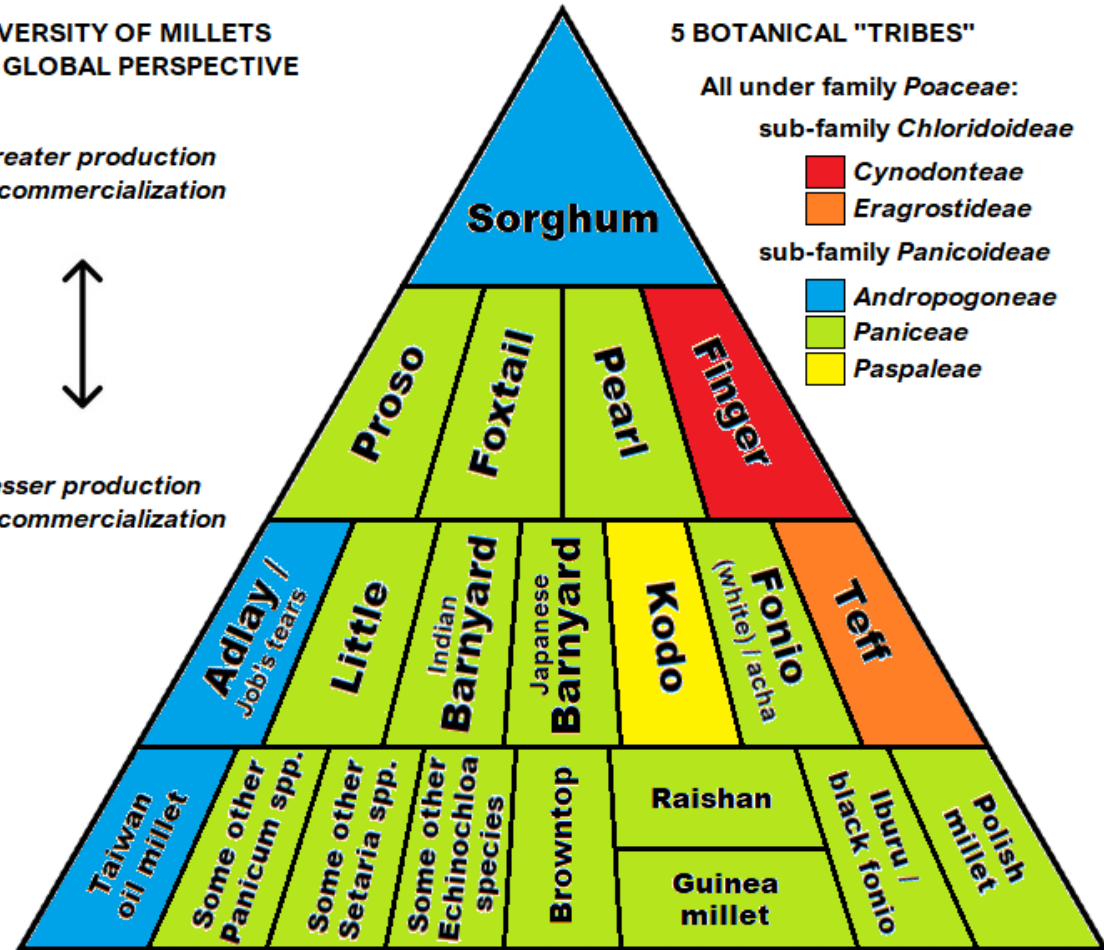 VERSITY OF MILLETS
GLOBAL PERSPECTIVE
reater production
commercialization
esser production
commercialization
5 BOTANICAL "TRIBES"
All under family Poaceae:
sub-family Chloridoideae
Cynodonteae
Eragrostideae
sub-family Panicoideae
Andropogoneae
Paniceae
Paspaleae
Sorghum
Proso
Foxtail
Pearl
Finger
Adlay /
Job's tears
Little
Indian
Barnyard
Japanese
Barnyard
Kodo
Fonio
(white) / acha
Teff
Taiwan
oil millet
Some other
Panicum spp.
Some other
Setaria spp.
Some other
Echinochloa
species
Browntop
Raishan
Guinea
millet
Iburu /
black fonio
Polish
millet